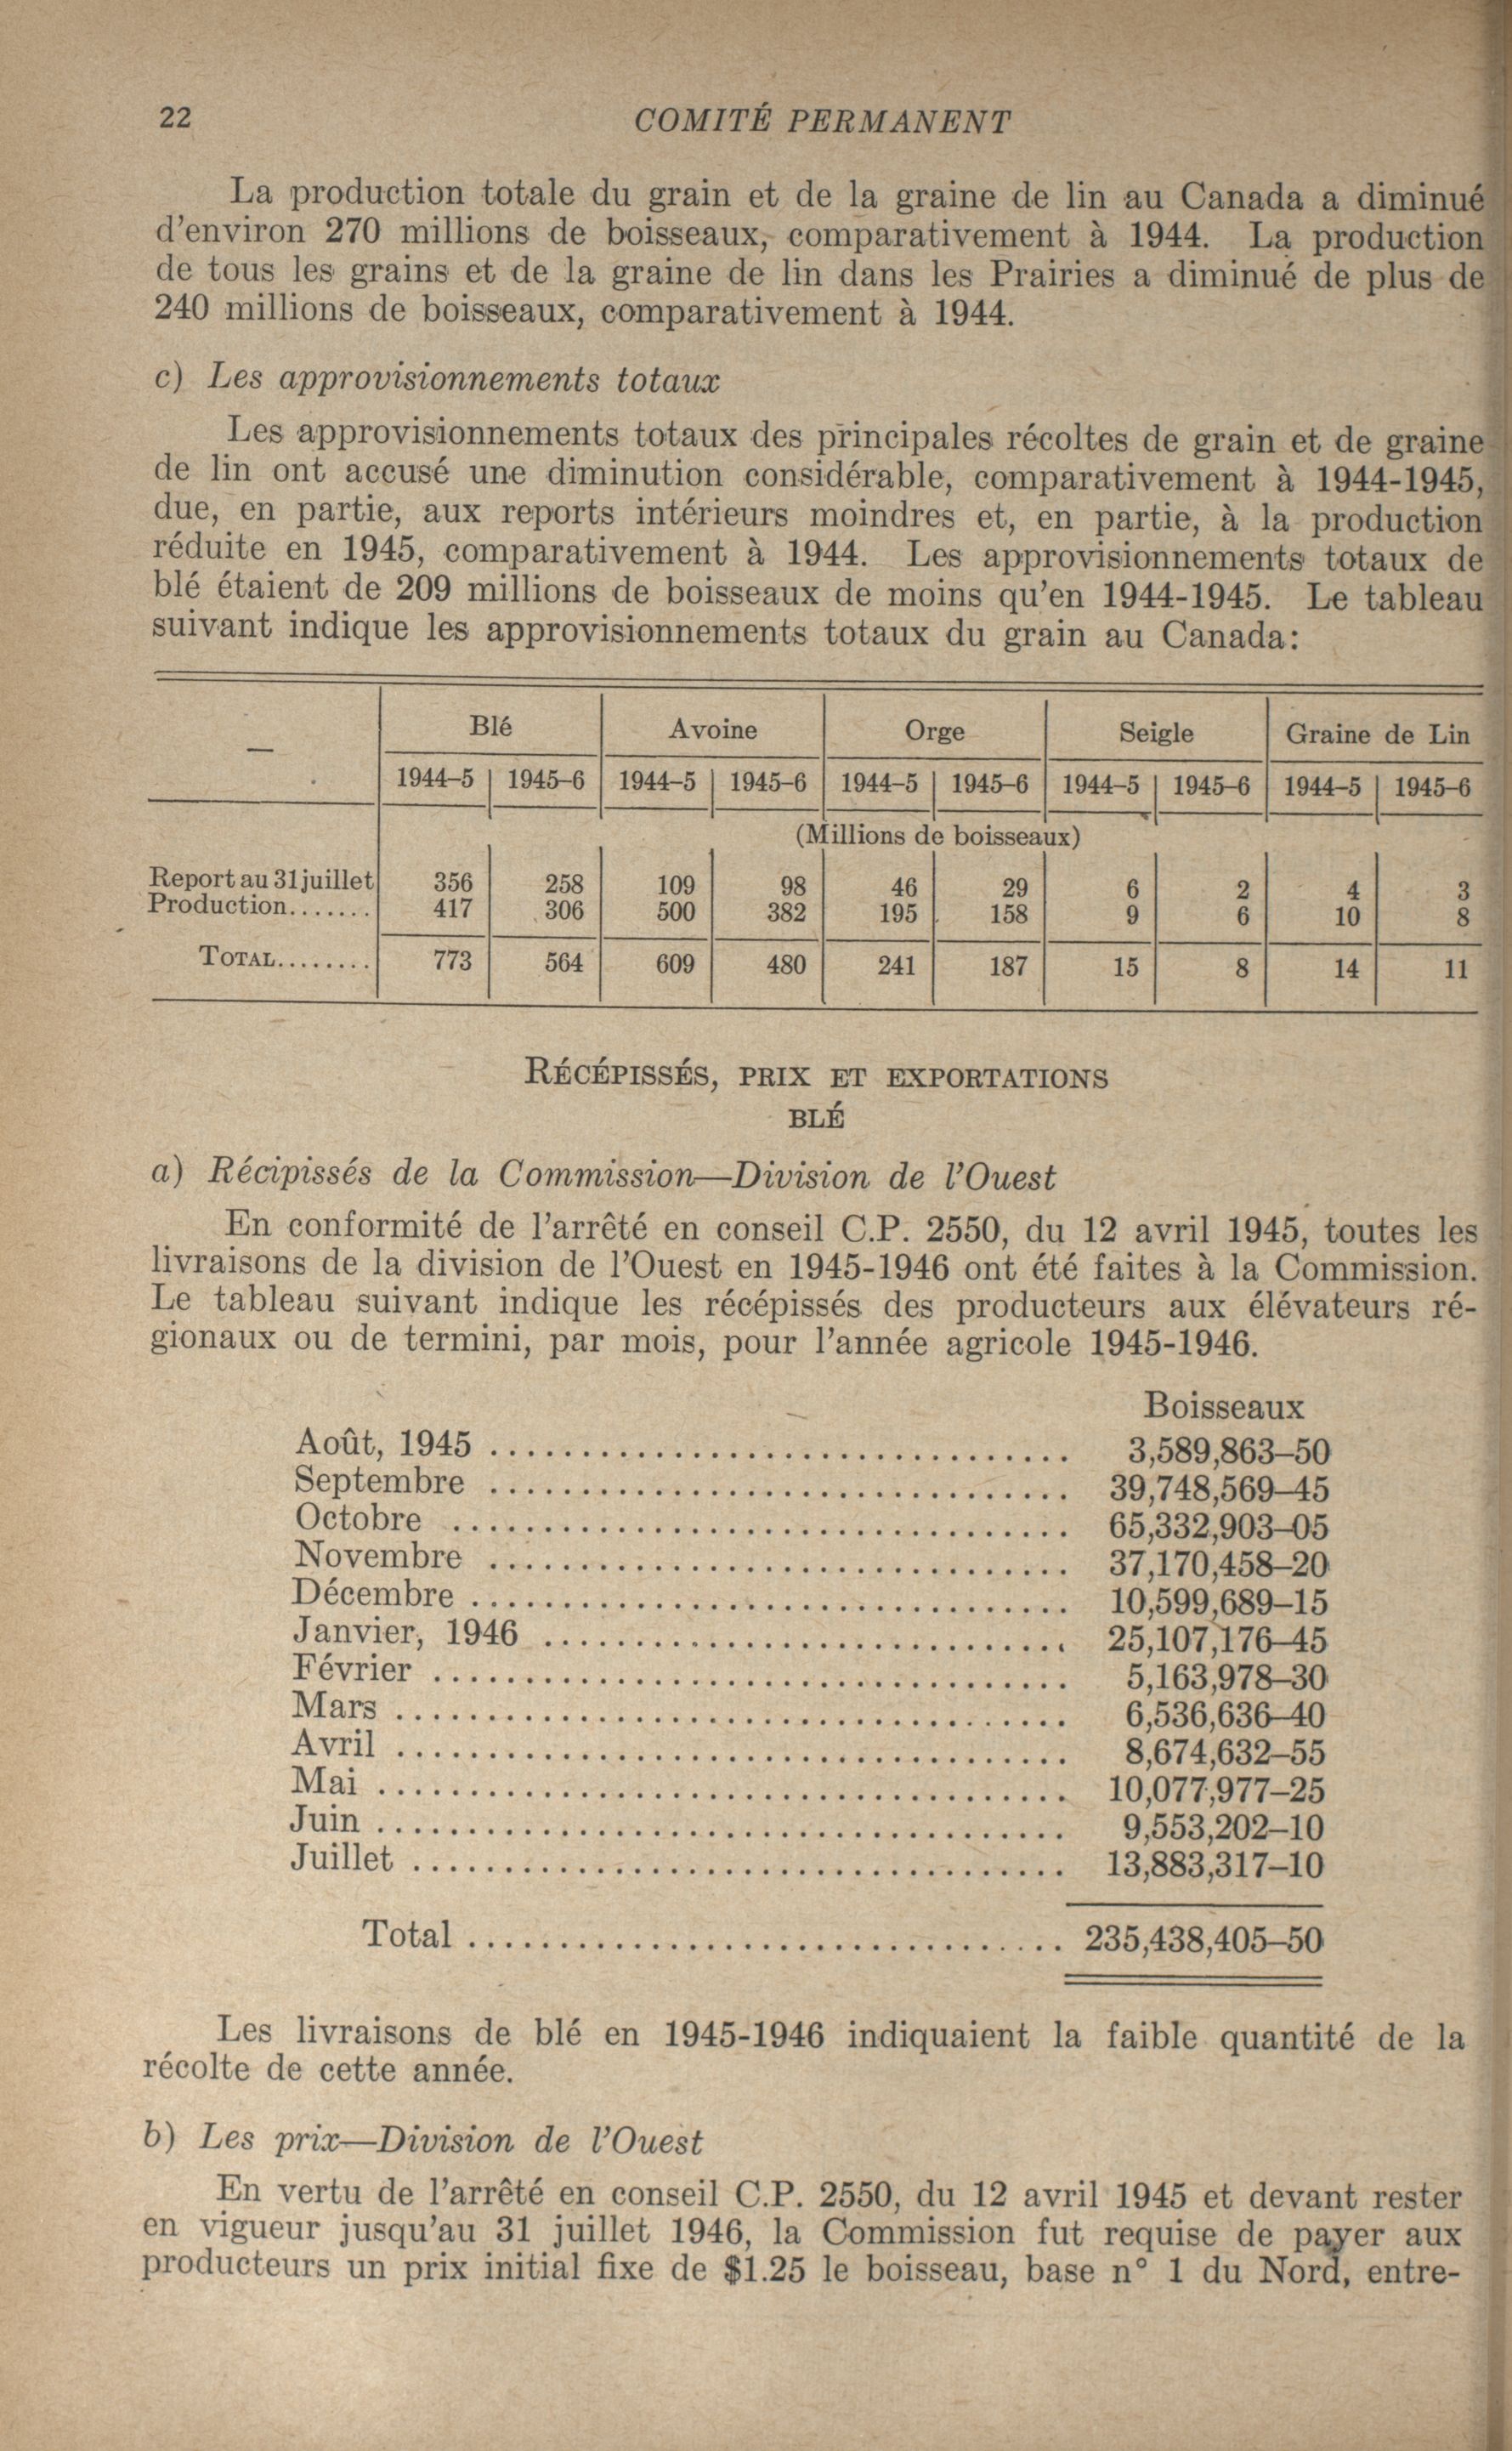 22 COMITÉ PERMANENT
La production totale du grain et de la graine de lin au Canada a diminué
d'environ 270 millions de boisseaux, comparativement à 1944. La production
de tous les grains et de la graine de lin dans les Prairies a diminué de plus de
240 millions de boisseaux, comparativement à 1944.
c) Les approvisionnements totaux
Les approvisionnements totaux des principales récoltes de grain et de graine
de lin ont accusé une diminution considérable, comparativement à 1944-1945,
due, en partie, aux reports intérieurs moindres et, en partie, à la production
réduite en 1945, comparativement à 1944. Les approvisionnements totaux de
blé étaient de 209 millions de boisseaux de moins qu'en 1944-1945. Le tableau
suivant indique les approvisionnements totaux du grain au Canada:
— Blé Avoine Orge Seigle Graine de Lin
1944–5 1945–6 1944–5 1945–6 1944–5 1945–6 1944–5 1945–6 1944–5 1945–6
(Millions de boisseaux)
Report au 31 juillet 356 258 109 98 46 29 6 2 4 3
Production....... 417 306 500 382 195 158 9 6 10 8
TOTAL........ 773 564 609 480 241 187 15 8 14 11
RÉCÉPISSÉS, PRIX ET EXPORTATIONS
BLÉ
a) Récipissés de la Commission—Division de l'Ouest
En conformité de l'arrêté en conseil C.P. 2550, du 12 avril 1945, toutes les
livraisons de la division de l'Ouest en 1945-1946 ont été faites à la Commission.
Le tableau suivant indique les récépissés des producteurs aux élévateurs ré-
gionaux ou de termini, par mois, pour l'année agricole 1945-1946.
Boisseaux
Août, 1945 ................................ 3,589,863–50
Septembre ................................ 39,748,569–45
Octobre .................................. 65,332,903–05
Novembre ................................ 37,170,458–20
Décembre ................................. 10,599,689–15
Janvier, 1946 ............................. 25,107,176–45
Février ................................... 5,163,978–30
Mars ..................................... 6,536,636–40
Avril ..................................... 8,674,632–55
Mai ...................................... 10,077,977–25
Juin ...................................... 9,553,202–10
Juillet .................................... 13,883,317–10
Total ................................. 235,438,405–50
Les livraisons de blé en 1945-1946 indiquaient la faible quantité de la
récolte de cette année.
b) Les prix—Division de l'Ouest
En vertu de l'arrêté en conseil C.P. 2550, du 12 avril 1945 et devant rester
en vigueur jusqu'au 31 juillet 1946, la Commission fut requise de payer aux
producteurs un prix initial fixe de $1.25 le boisseau, base n° 1 du Nord, entre-